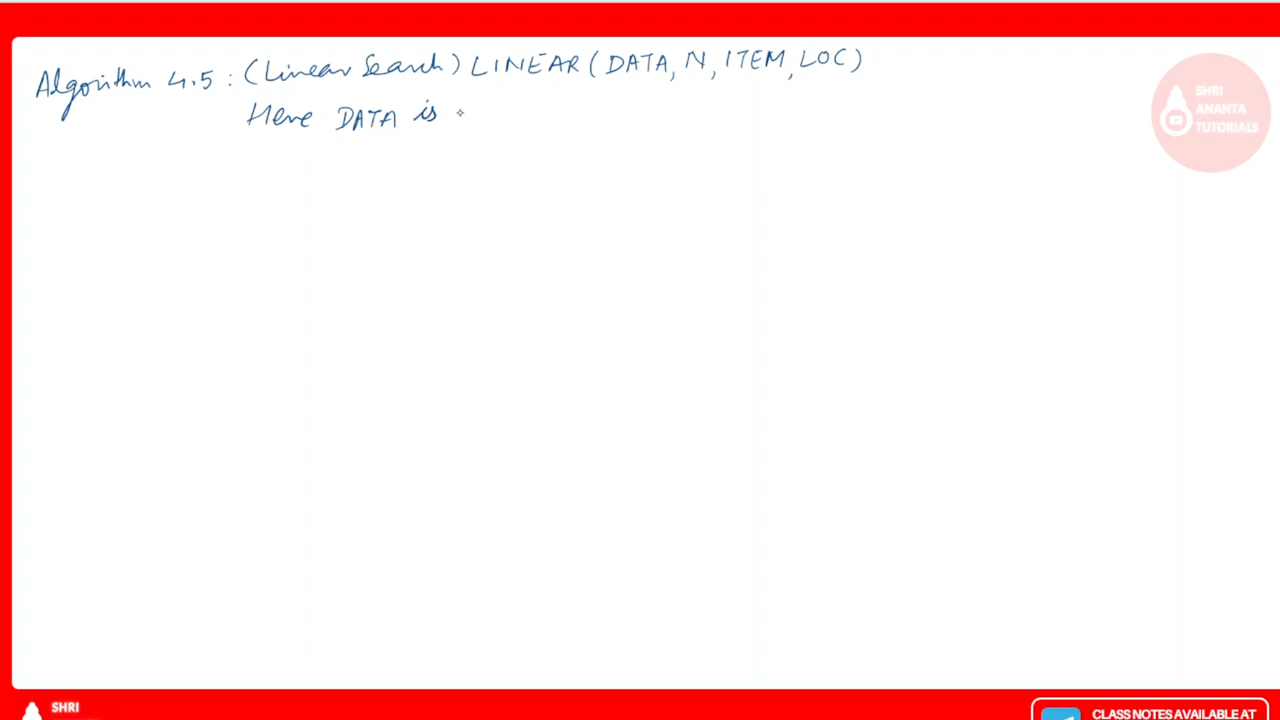 Algorithm 4.5 : (Linear Search) LINEAR (DATA, N, ITEM, LOC)
Here DATA is
SHRI
ANANTA
TUTORIALS
SHRI
CLASS NOTES AVAILABLE AT